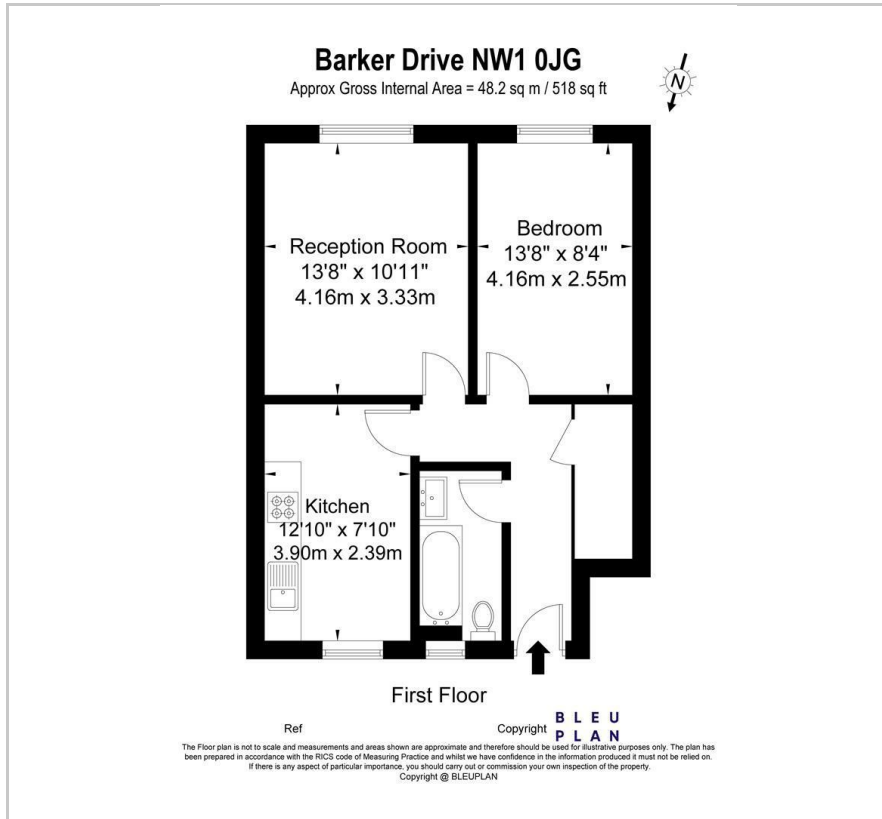 Barker Drive NW1 0JG
Approx Gross Internal Area = 48.2 sq m / 518 sq ft
N
Reception Room
13'8" x 10'11"
4.16m x 3.33m
Bedroom
13'8" x 8'4"
4.16m x 2.55m
Kitchen
12'10" x 7'10"
3.90m x 2.39m
First Floor
Ref
Copyright
BLEU
PLAN
The Floor plan is not to scale and measurements and areas shown are approximate and therefore should be used for illustrative purposes only. The plan has
been prepared in accordance with the RICS code of Measuring Practice and whilst we have confidence in the information produced it must not be relied on.
If there is any aspect of particular importance, you should carry out or commission your own inspection of the property.
Copyright @ BLEUPLAN